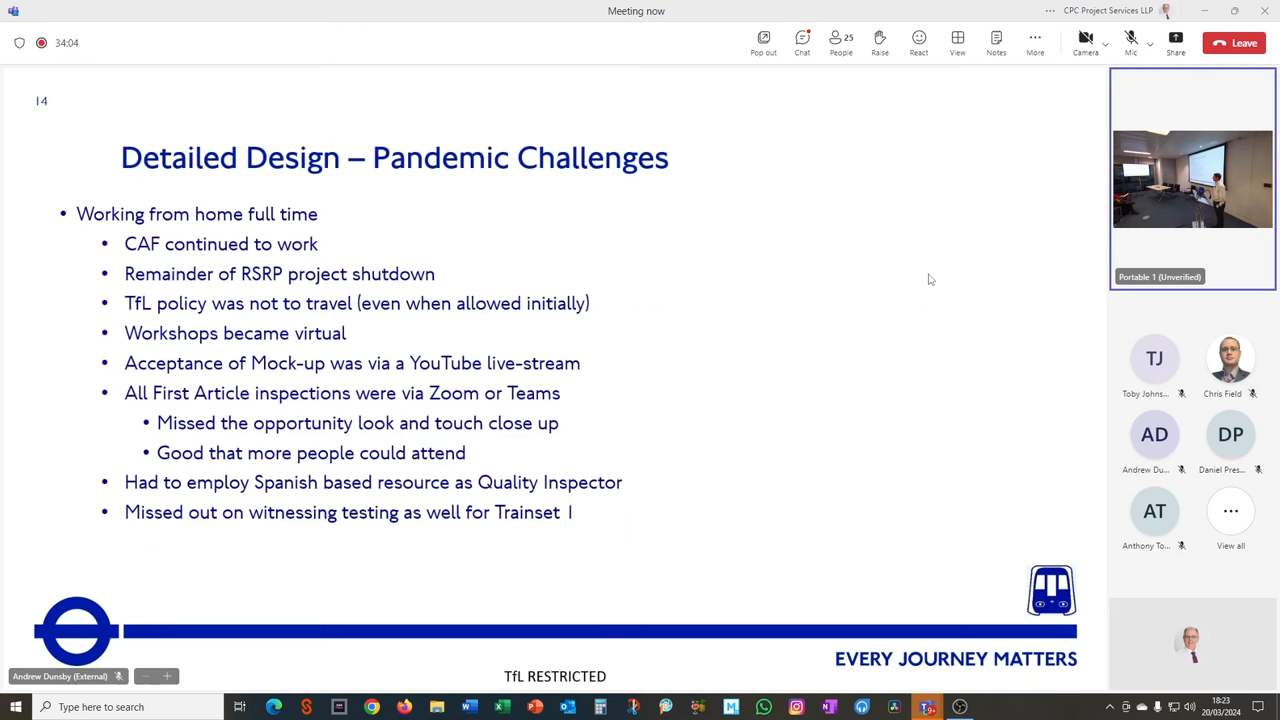 Meeting now
CPC Project Services LLP
34:04
Pop out
Chat
25
People
Raise
React
View
Notes
More
Camera
Mic
Share
Leave
14
Detailed Design – Pandemic Challenges
• Working from home full time
• CAF continued to work
• Remainder of RSRP project shutdown
• TfL policy was not to travel (even when allowed initially)
• Workshops became virtual
• Acceptance of Mock-up was via a YouTube live-stream
• All First Article inspections were via Zoom or Teams
• Missed the opportunity look and touch close up
• Good that more people could attend
• Had to employ Spanish based resource as Quality Inspector
• Missed out on witnessing testing as well for Trainset 1
EVERY JOURNEY MATTERS
TfL RESTRICTED
Andrew Dunsby (External)
Portable 1 (Unverified)
TJ
Toby Johns...
Chris Field
AD
Andrew Du...
DP
Daniel Pres...
AT
Anthony To...
View all
Type here to search
18:23
20/03/2024